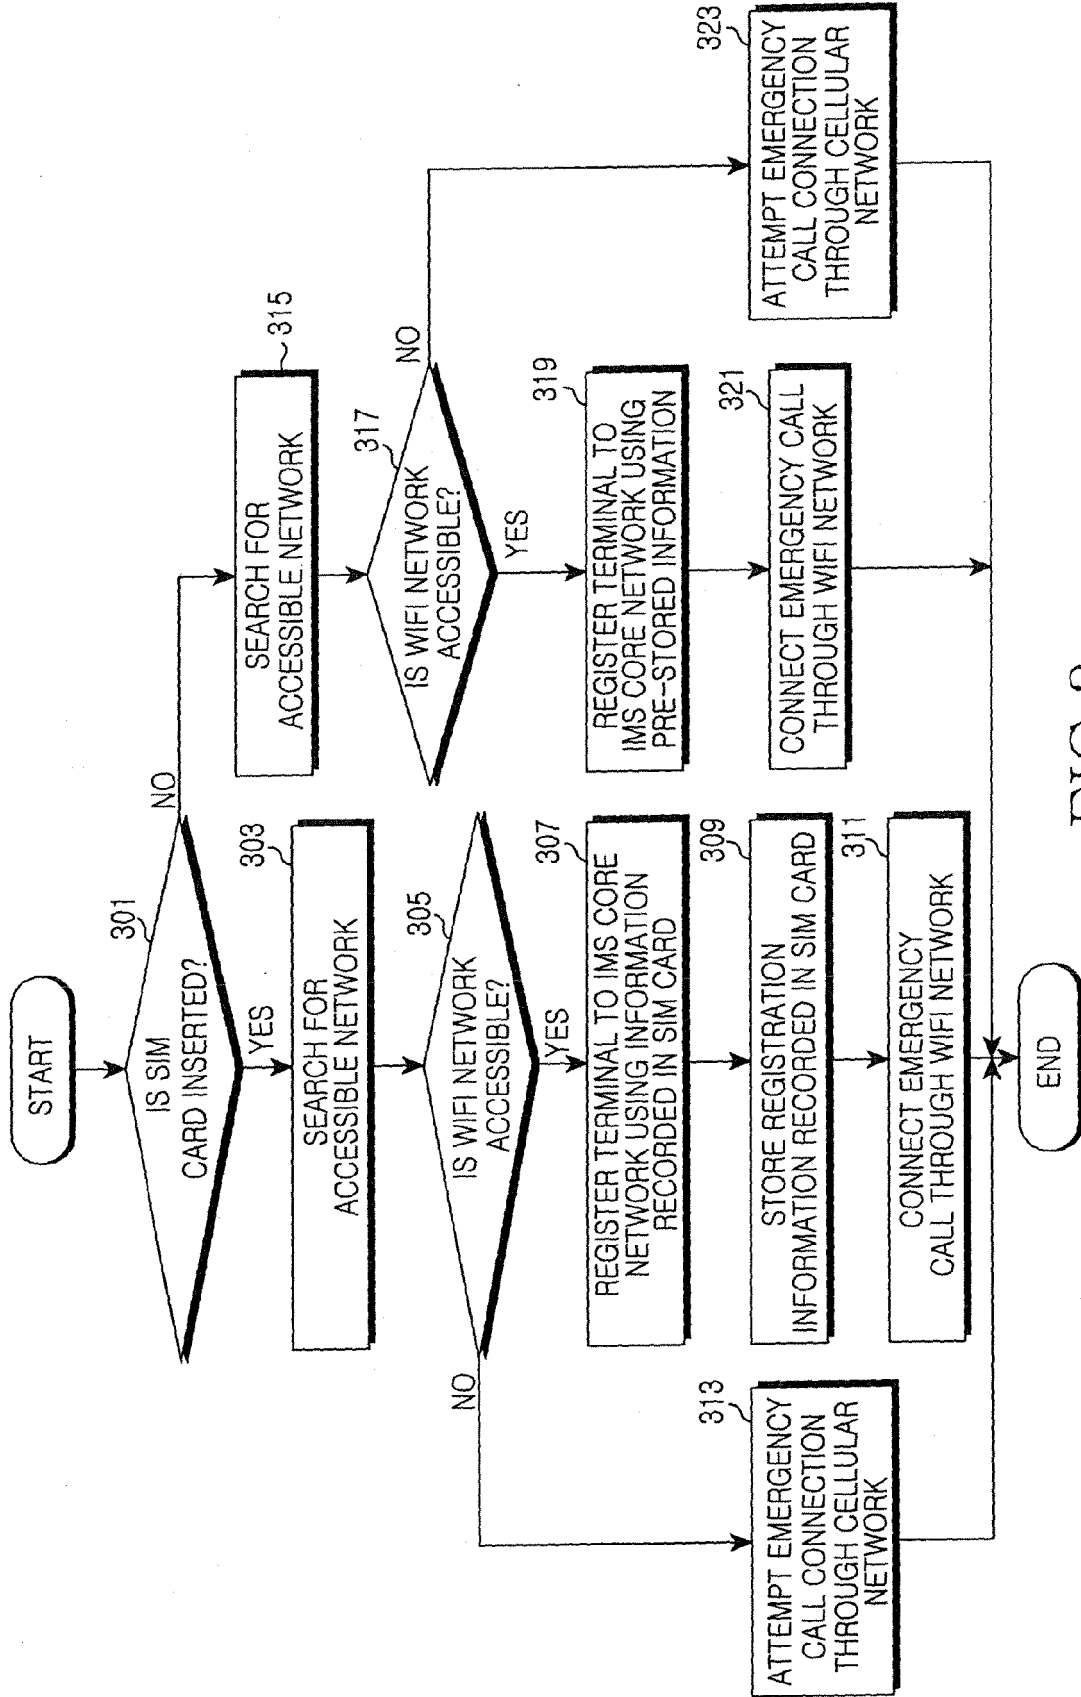 START
301
IS SIM
CARD INSERTED?
NO
YES
303
SEARCH FOR
ACCESSIBLE NETWORK
305
IS WIFI NETWORK
ACCESSIBLE?
NO
YES
307
REGISTER TERMINAL TO IMS CORE
NETWORK USING INFORMATION
RECORDED IN SIM CARD
309
STORE REGISTRATION
INFORMATION RECORDED IN SIM CARD
311
CONNECT EMERGENCY
CALL THROUGH WIFI NETWORK
313
ATTEMPT EMERGENCY
CALL CONNECTION
THROUGH CELLULAR
NETWORK
315
SEARCH FOR
ACCESSIBLE NETWORK
317
IS WIFI NETWORK
ACCESSIBLE?
NO
YES
319
REGISTER TERMINAL TO
IMS CORE NETWORK USING
PRE-STORED INFORMATION
321
CONNECT EMERGENCY CALL
THROUGH WIFI NETWORK
323
ATTEMPT EMERGENCY
CALL CONNECTION
THROUGH CELLULAR
NETWORK
END